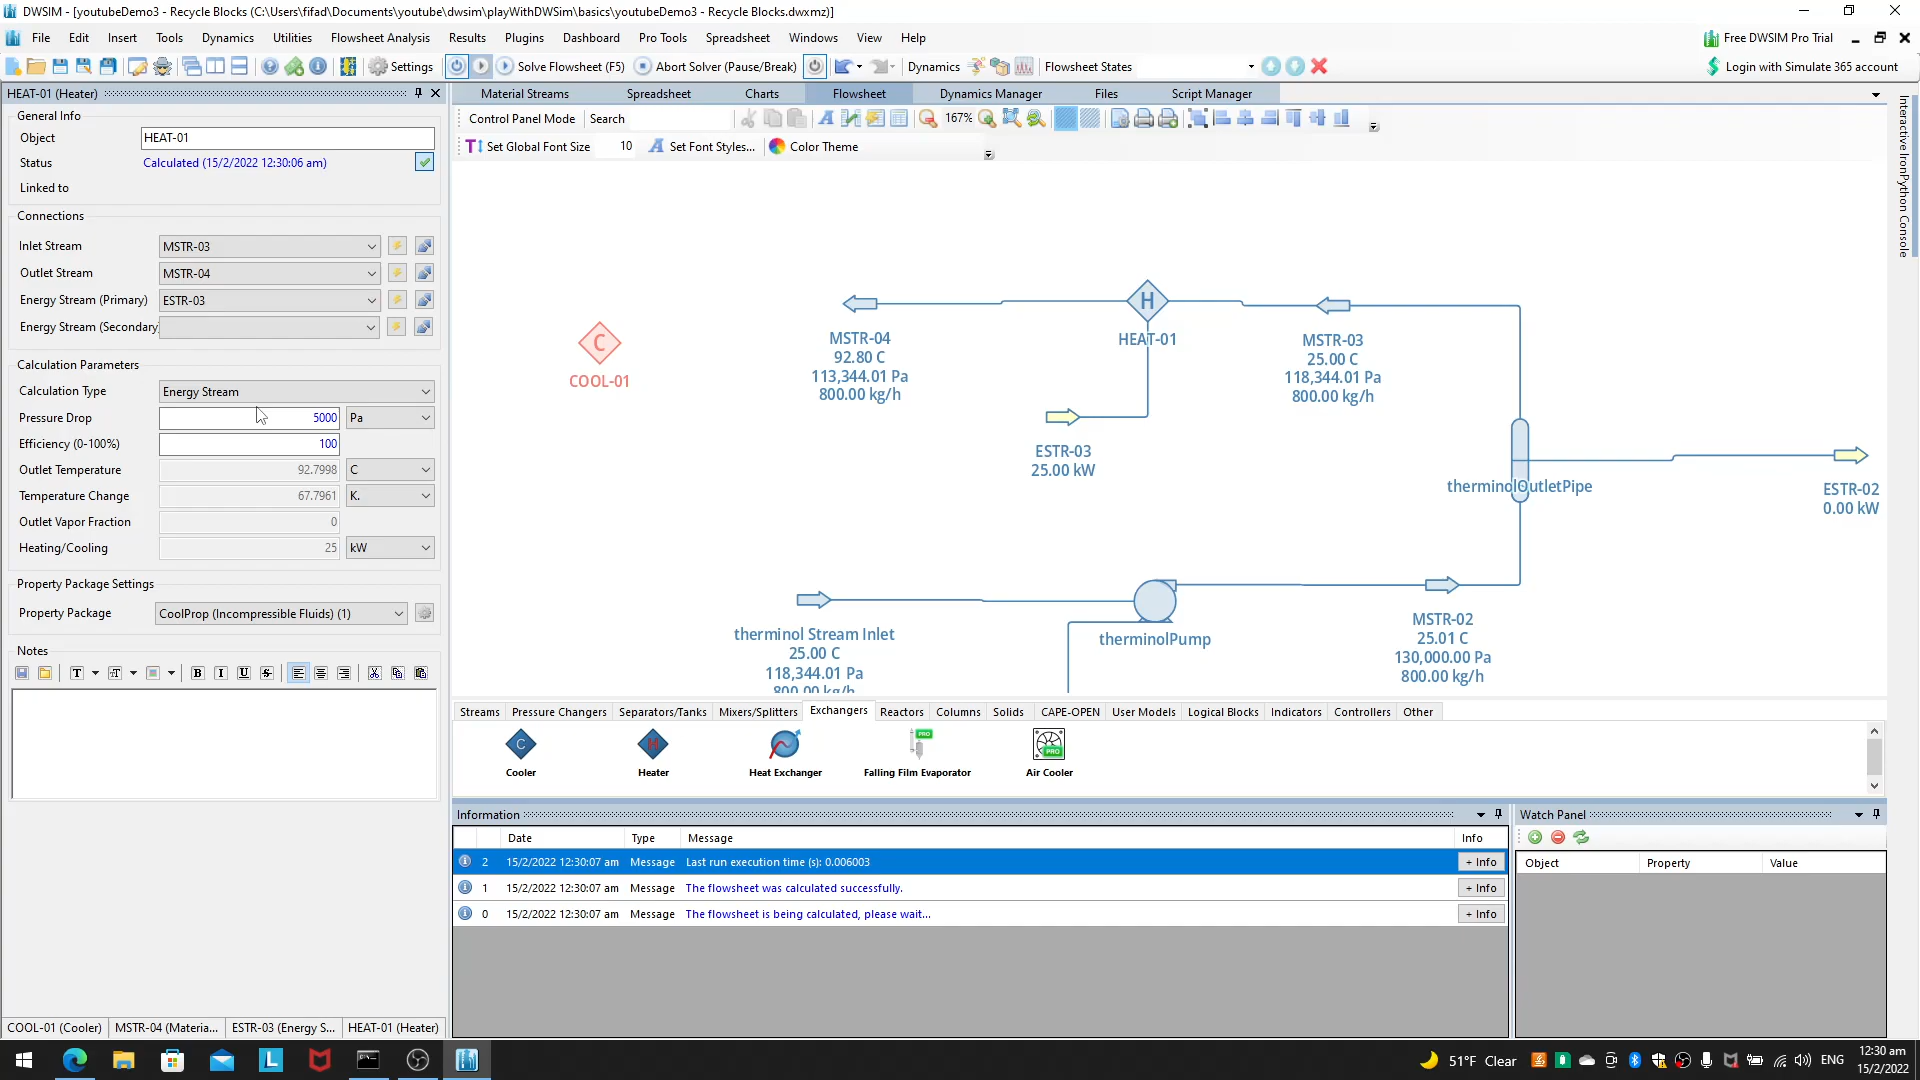 DWSIM - [youtubeDemo3 - Recycle Blocks (C:\Users\fifad\Documents\youtube\dwsim\playWithDWSim\basics\youtubeDemo3 - Recycle Blocks.dwxmz)]
File Edit Insert Tools Dynamics Utilities Flowsheet Analysis Results Plugins Dashboard Pro Tools Spreadsheet Windows View Help Free DWSIM Pro Trial
Settings Solve Flowsheet (F5) Abort Solver (Pause/Break) Dynamics Flowsheet States Login with Simulate 365 account
HEAT-01 (Heater)
General Info
Object HEAT-01
Status Calculated (15/2/2022 12:30:06 am)
Linked to
Connections
Inlet Stream MSTR-03
Outlet Stream MSTR-04
Energy Stream (Primary) ESTR-03
Energy Stream (Secondary)
Calculation Parameters
Calculation Type Energy Stream
Pressure Drop 5000 Pa
Efficiency (0-100%) 100
Outlet Temperature 92.7998 C
Temperature Change 67.7961 K.
Outlet Vapor Fraction 0
Heating/Cooling 25 kW
Property Package Settings
Property Package CoolProp (Incompressible Fluids) (1)
Notes
COOL-01 (Cooler) MSTR-04 (Materia... ESTR-03 (Energy S... HEAT-01 (Heater)
Material Streams Spreadsheet Charts Flowsheet Dynamics Manager Files Script Manager
Control Panel Mode Search 167%
Set Global Font Size 10 Set Font Styles... Color Theme
Interactive IronPython Console
C
COOL-01
MSTR-04
92.80 C
113,344.01 Pa
800.00 kg/h
H
HEAT-01
MSTR-03
25.00 C
118,344.01 Pa
800.00 kg/h
ESTR-03
25.00 kW
therminolOutletPipe
ESTR-02
0.00 kW
therminol Stream Inlet
25.00 C
118,344.01 Pa
800.00 kg/h
therminolPump
MSTR-02
25.01 C
130,000.00 Pa
800.00 kg/h
Streams Pressure Changers Separators/Tanks Mixers/Splitters Exchangers Reactors Columns Solids CAPE-OPEN User Models Logical Blocks Indicators Controllers Other
Cooler Heater Heat Exchanger Falling Film Evaporator Air Cooler
Information
Date Type Message Info
2 15/2/2022 12:30:07 am Message Last run execution time (s): 0.006003 + Info
1 15/2/2022 12:30:07 am Message The flowsheet was calculated successfully. + Info
0 15/2/2022 12:30:07 am Message The flowsheet is being calculated, please wait... + Info
Watch Panel
Object Property Value
51°F Clear ENG 12:30 am
15/2/2022